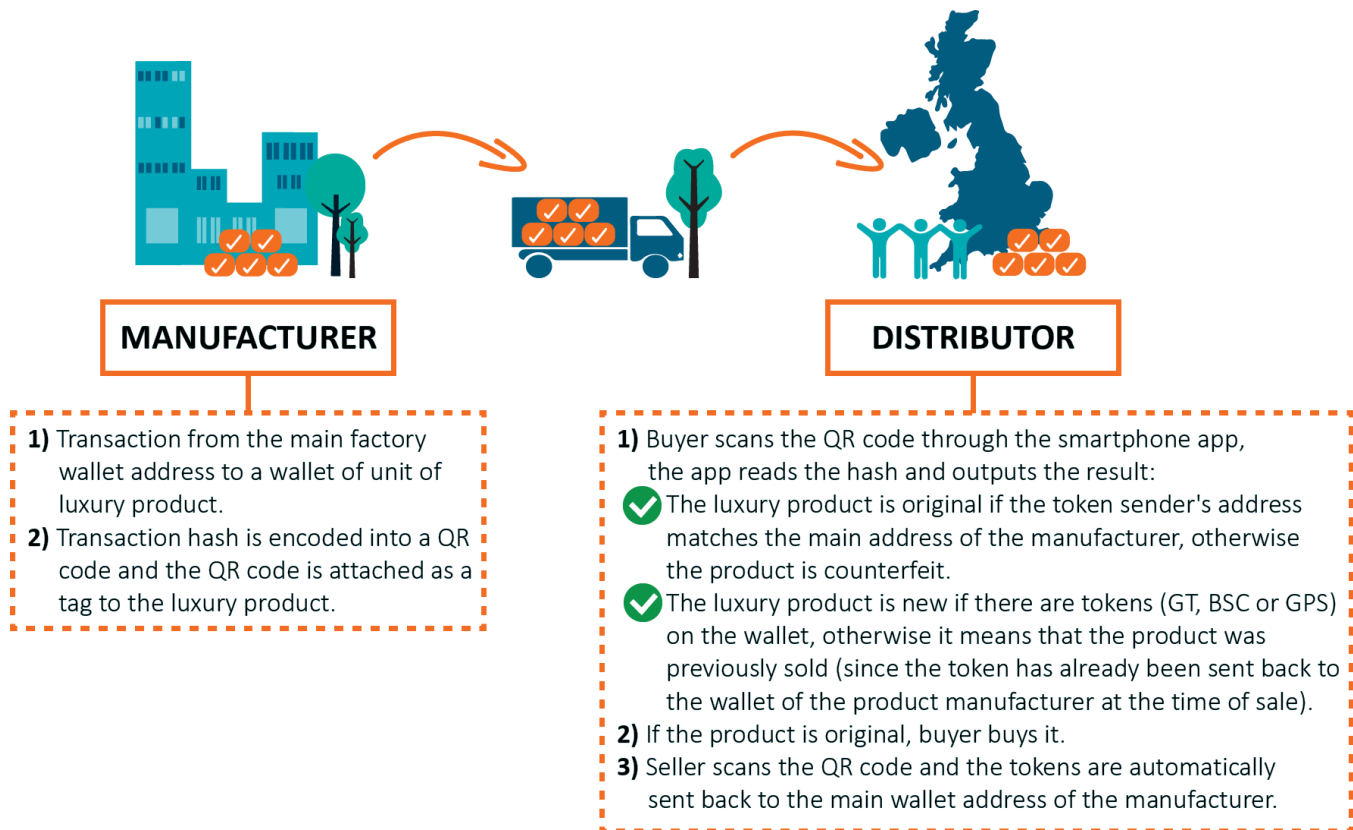 MANUFACTURER
1) Transaction from the main factory
wallet address to a wallet of unit of
luxury product.
2) Transaction hash is encoded into a QR
code and the QR code is attached as a
tag to the luxury product.
DISTRIBUTOR
1) Buyer scans the QR code through the smartphone app,
the app reads the hash and outputs the result:
The luxury product is original if the token sender's address
matches the main address of the manufacturer, otherwise
the product is counterfeit.
The luxury product is new if there are tokens (GT, BSC or GPS)
on the wallet, otherwise it means that the product was
previously sold (since the token has already been sent back to
the wallet of the product manufacturer at the time of sale).
2) If the product is original, buyer buys it.
3) Seller scans the QR code and the tokens are automatically
sent back to the main wallet address of the manufacturer.